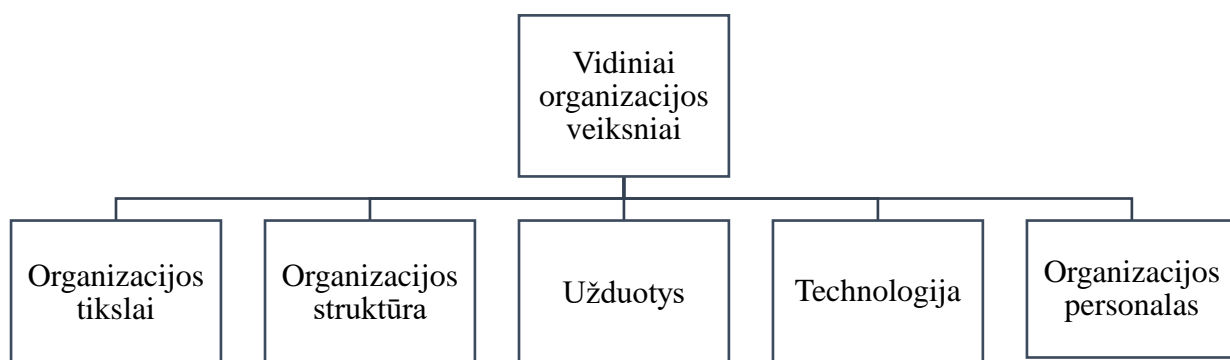 Vidiniai
organizacijos
veiksniai
Organizacijos
tikslai
Organizacijos
struktūra
Užduotys
Technologija
Organizacijos
personalas